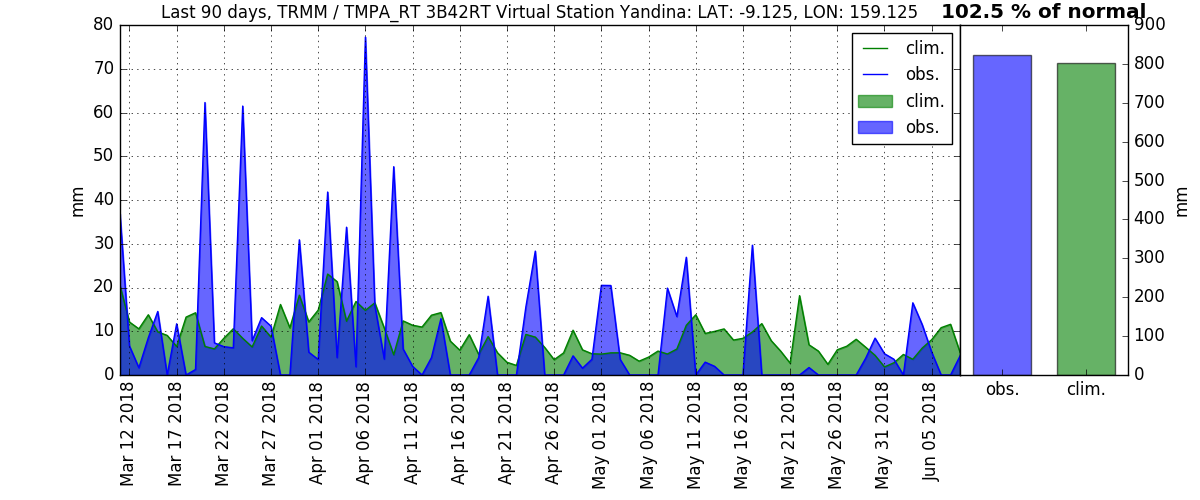 Last 90 days, TRMM / TMPA_RT 3B42RT Virtual Station Yandina: LAT: -9.125, LON: 159.125
102.5 % of normal
80
70
60
50
40
30
20
10
0
mm
clim.
obs.
clim.
obs.
Mar 12 2018
Mar 17 2018
Mar 22 2018
Mar 27 2018
Apr 01 2018
Apr 06 2018
Apr 11 2018
Apr 16 2018
Apr 21 2018
Apr 26 2018
May 01 2018
May 06 2018
May 11 2018
May 16 2018
May 21 2018
May 26 2018
May 31 2018
Jun 05 2018
900
800
700
600
500
400
300
200
100
0
mm
obs.
clim.